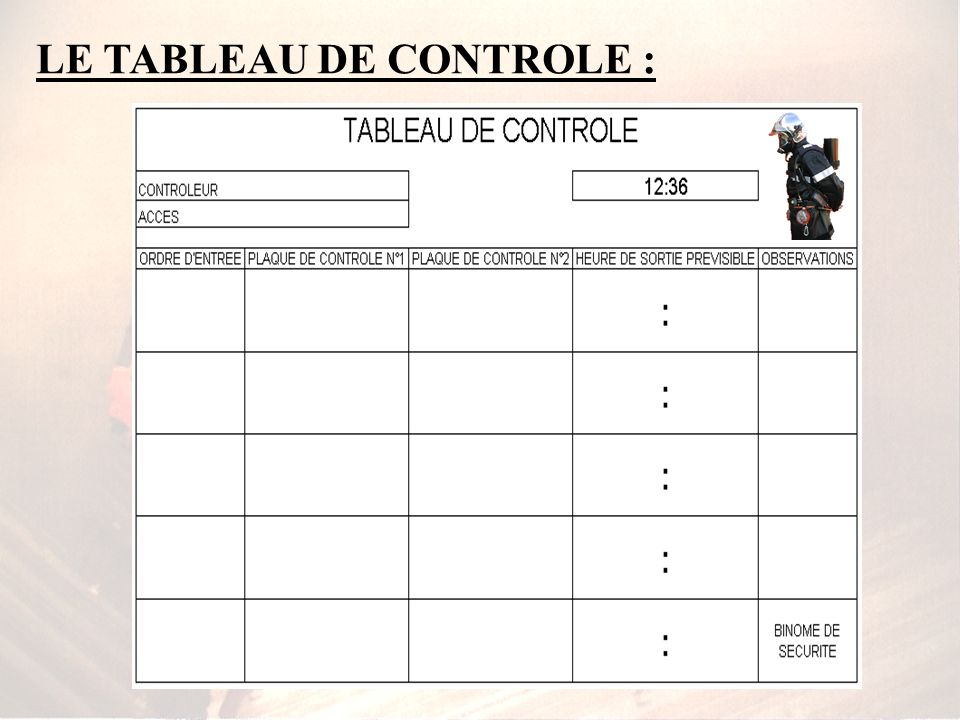 LE TABLEAU DE CONTROLE :
TABLEAU DE CONTROLE
CONTROLEUR
12:36
ACCES
ORDRE D'ENTREE PLAQUE DE CONTROLE N°1 PLAQUE DE CONTROLE N°2 HEURE DE SORTIE PREVISIBLE OBSERVATIONS
:
:
:
:
:
BINOME DE
SECURITE